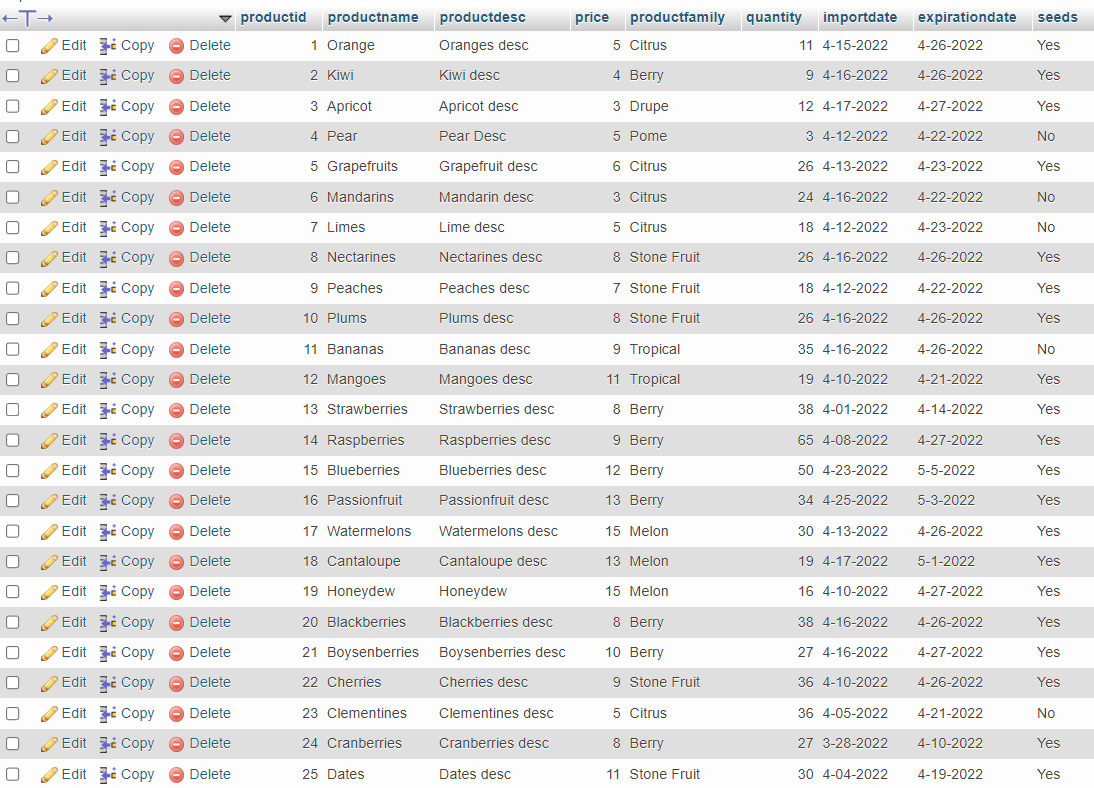 productid productname productdesc price productfamily quantity importdate expirationdate seeds
Edit Copy Delete 1 Orange Oranges desc 5 Citrus 11 4-15-2022 4-26-2022 Yes
Edit Copy Delete 2 Kiwi Kiwi desc 4 Berry 9 4-16-2022 4-26-2022 Yes
Edit Copy Delete 3 Apricot Apricot desc 3 Drupe 12 4-17-2022 4-27-2022 Yes
Edit Copy Delete 4 Pear Pear Desc 5 Pome 3 4-12-2022 4-22-2022 No
Edit Copy Delete 5 Grapefruits Grapefruit desc 6 Citrus 26 4-13-2022 4-23-2022 Yes
Edit Copy Delete 6 Mandarins Mandarin desc 3 Citrus 24 4-16-2022 4-22-2022 No
Edit Copy Delete 7 Limes Lime desc 5 Citrus 18 4-12-2022 4-23-2022 No
Edit Copy Delete 8 Nectarines Nectarines desc 8 Stone Fruit 26 4-16-2022 4-26-2022 Yes
Edit Copy Delete 9 Peaches Peaches desc 7 Stone Fruit 18 4-12-2022 4-22-2022 Yes
Edit Copy Delete 10 Plums Plums desc 8 Stone Fruit 26 4-16-2022 4-26-2022 Yes
Edit Copy Delete 11 Bananas Bananas desc 9 Tropical 35 4-16-2022 4-26-2022 No
Edit Copy Delete 12 Mangoes Mangoes desc 11 Tropical 19 4-10-2022 4-21-2022 Yes
Edit Copy Delete 13 Strawberries Strawberries desc 8 Berry 38 4-01-2022 4-14-2022 Yes
Edit Copy Delete 14 Raspberries Raspberries desc 9 Berry 65 4-08-2022 4-27-2022 Yes
Edit Copy Delete 15 Blueberries Blueberries desc 12 Berry 50 4-23-2022 5-5-2022 Yes
Edit Copy Delete 16 Passionfruit Passionfruit desc 13 Berry 34 4-25-2022 5-3-2022 Yes
Edit Copy Delete 17 Watermelons Watermelons desc 15 Melon 30 4-13-2022 4-26-2022 Yes
Edit Copy Delete 18 Cantaloupe Cantaloupe desc 13 Melon 19 4-17-2022 5-1-2022 Yes
Edit Copy Delete 19 Honeydew Honeydew 15 Melon 16 4-10-2022 4-27-2022 Yes
Edit Copy Delete 20 Blackberries Blackberries desc 8 Berry 38 4-16-2022 4-26-2022 Yes
Edit Copy Delete 21 Boysenberries Boysenberries desc 10 Berry 27 4-16-2022 4-27-2022 Yes
Edit Copy Delete 22 Cherries Cherries desc 9 Stone Fruit 36 4-10-2022 4-26-2022 Yes
Edit Copy Delete 23 Clementines Clementines desc 5 Citrus 36 4-05-2022 4-21-2022 No
Edit Copy Delete 24 Cranberries Cranberries desc 8 Berry 27 3-28-2022 4-10-2022 Yes
Edit Copy Delete 25 Dates Dates desc 11 Stone Fruit 30 4-04-2022 4-19-2022 Yes